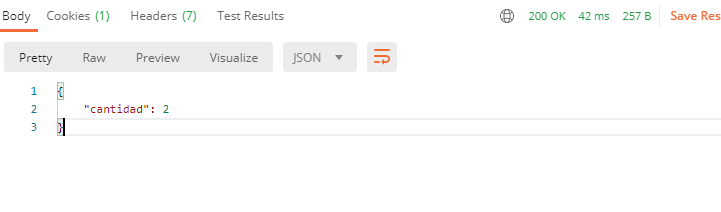 Body Cookies (1) Headers (7) Test Results 200 OK 42 ms 257 B Save Res
Pretty Raw Preview Visualize JSON
1 {
2 "cantidad": 2
3 }